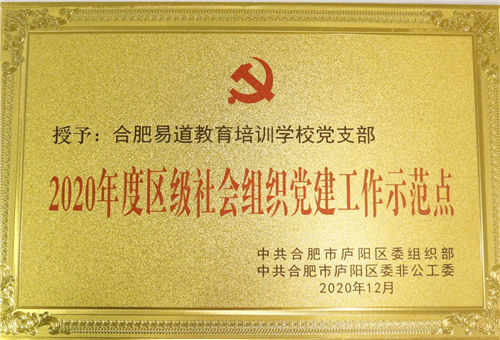 授予：合肥易道教育培训学校党支部
2020年度区级社会组织党建工作示范点
中共合肥市庐阳区委组织部
中共合肥市庐阳区委非公工委
2020年12月